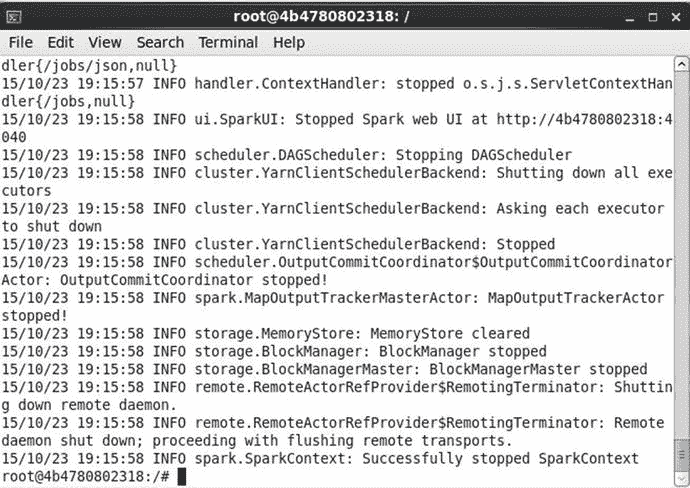 root@4b4780802318: /
File Edit View Search Terminal Help
dler{/jobs/json,null}
15/10/23 19:15:57 INFO handler.ContextHandler: stopped o.s.j.s.ServletContextHan
dler{/jobs,null}
15/10/23 19:15:58 INFO ui.SparkUI: Stopped Spark web UI at http://4b4780802318:4
040
15/10/23 19:15:58 INFO scheduler.DAGScheduler: Stopping DAGScheduler
15/10/23 19:15:58 INFO cluster.YarnClientSchedulerBackend: Shutting down all exe
cutors
15/10/23 19:15:58 INFO cluster.YarnClientSchedulerBackend: Asking each executor
to shut down
15/10/23 19:15:58 INFO cluster.YarnClientSchedulerBackend: Stopped
15/10/23 19:15:58 INFO scheduler.OutputCommitCoordinator$OutputCommitCoordinator
Actor: OutputCommitCoordinator stopped!
15/10/23 19:15:58 INFO spark.MapOutputTrackerMasterActor: MapOutputTrackerActor
stopped!
15/10/23 19:15:58 INFO storage.MemoryStore: MemoryStore cleared
15/10/23 19:15:58 INFO storage.BlockManager: BlockManager stopped
15/10/23 19:15:58 INFO storage.BlockManagerMaster: BlockManagerMaster stopped
15/10/23 19:15:58 INFO remote.RemoteActorRefProvider$RemotingTerminator: Shuttin
g down remote daemon.
15/10/23 19:15:58 INFO remote.RemoteActorRefProvider$RemotingTerminator: Remote
daemon shut down; proceeding with flushing remote transports.
15/10/23 19:15:58 INFO spark.SparkContext: Successfully stopped SparkContext
root@4b4780802318:/#